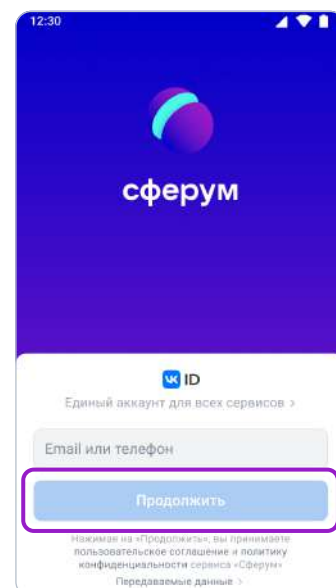 12:30
сферум
VK ID
Единый аккаунт для всех сервисов >
Email или телефон
Продолжить
Нажимая на «Продолжить», вы принимаете
пользовательское соглашение и политику
конфиденциальности сервиса «Сферум»
Передаваемые данные >